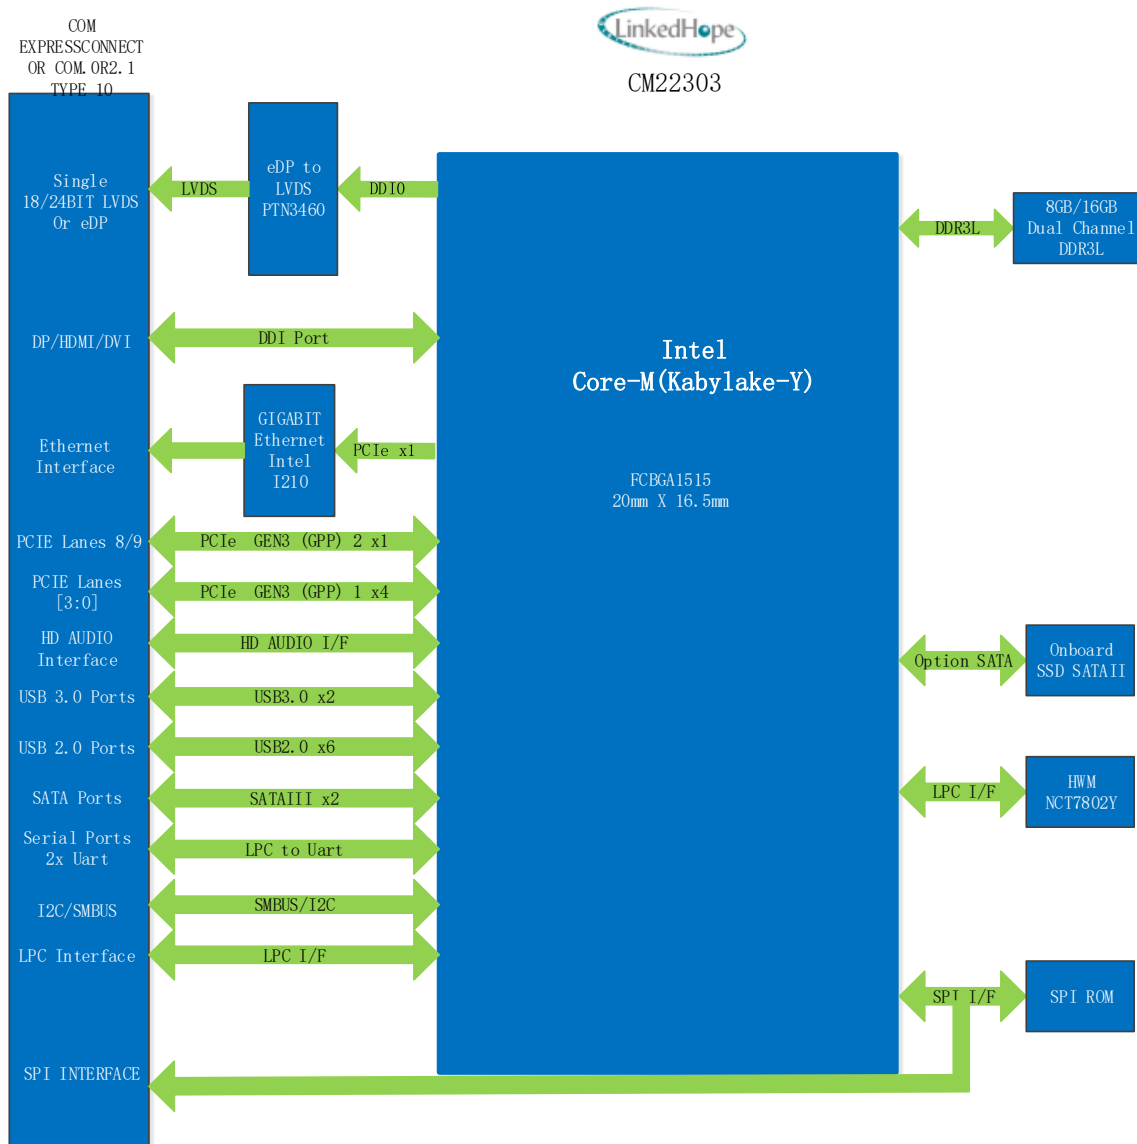 COM
EXPRESSCONNECT
OR COM.0R2.1
TYPE 10
LinkedHope
CM22303
Single
18/24BIT LVDS
Or eDP
LVDS
eDP to
LVDS
PTN3460
DDI0
DDR3L
8GB/16GB
Dual Channel
DDR3L
DP/HDMI/DVI
DDI Port
Intel
Core-M(Kabylake-Y)
FCBGA1515
20mm X 16.5mm
Ethernet
Interface
GIGABIT
Ethernet
Intel
I210
PCIe x1
PCIE Lanes 8/9
PCIe GEN3 (GPP) 2 x1
PCIE Lanes
[3:0]
PCIe GEN3 (GPP) 1 x4
HD AUDIO
Interface
HD AUDIO I/F
USB 3.0 Ports
USB3.0 x2
Option SATA
Onboard
SSD SATAII
USB 2.0 Ports
USB2.0 x6
SATA Ports
SATAIII x2
LPC I/F
HWM
NCT7802Y
Serial Ports
2x Uart
LPC to Uart
I2C/SMBUS
SMBUS/I2C
LPC Interface
LPC I/F
SPI I/F
SPI ROM
SPI INTERFACE